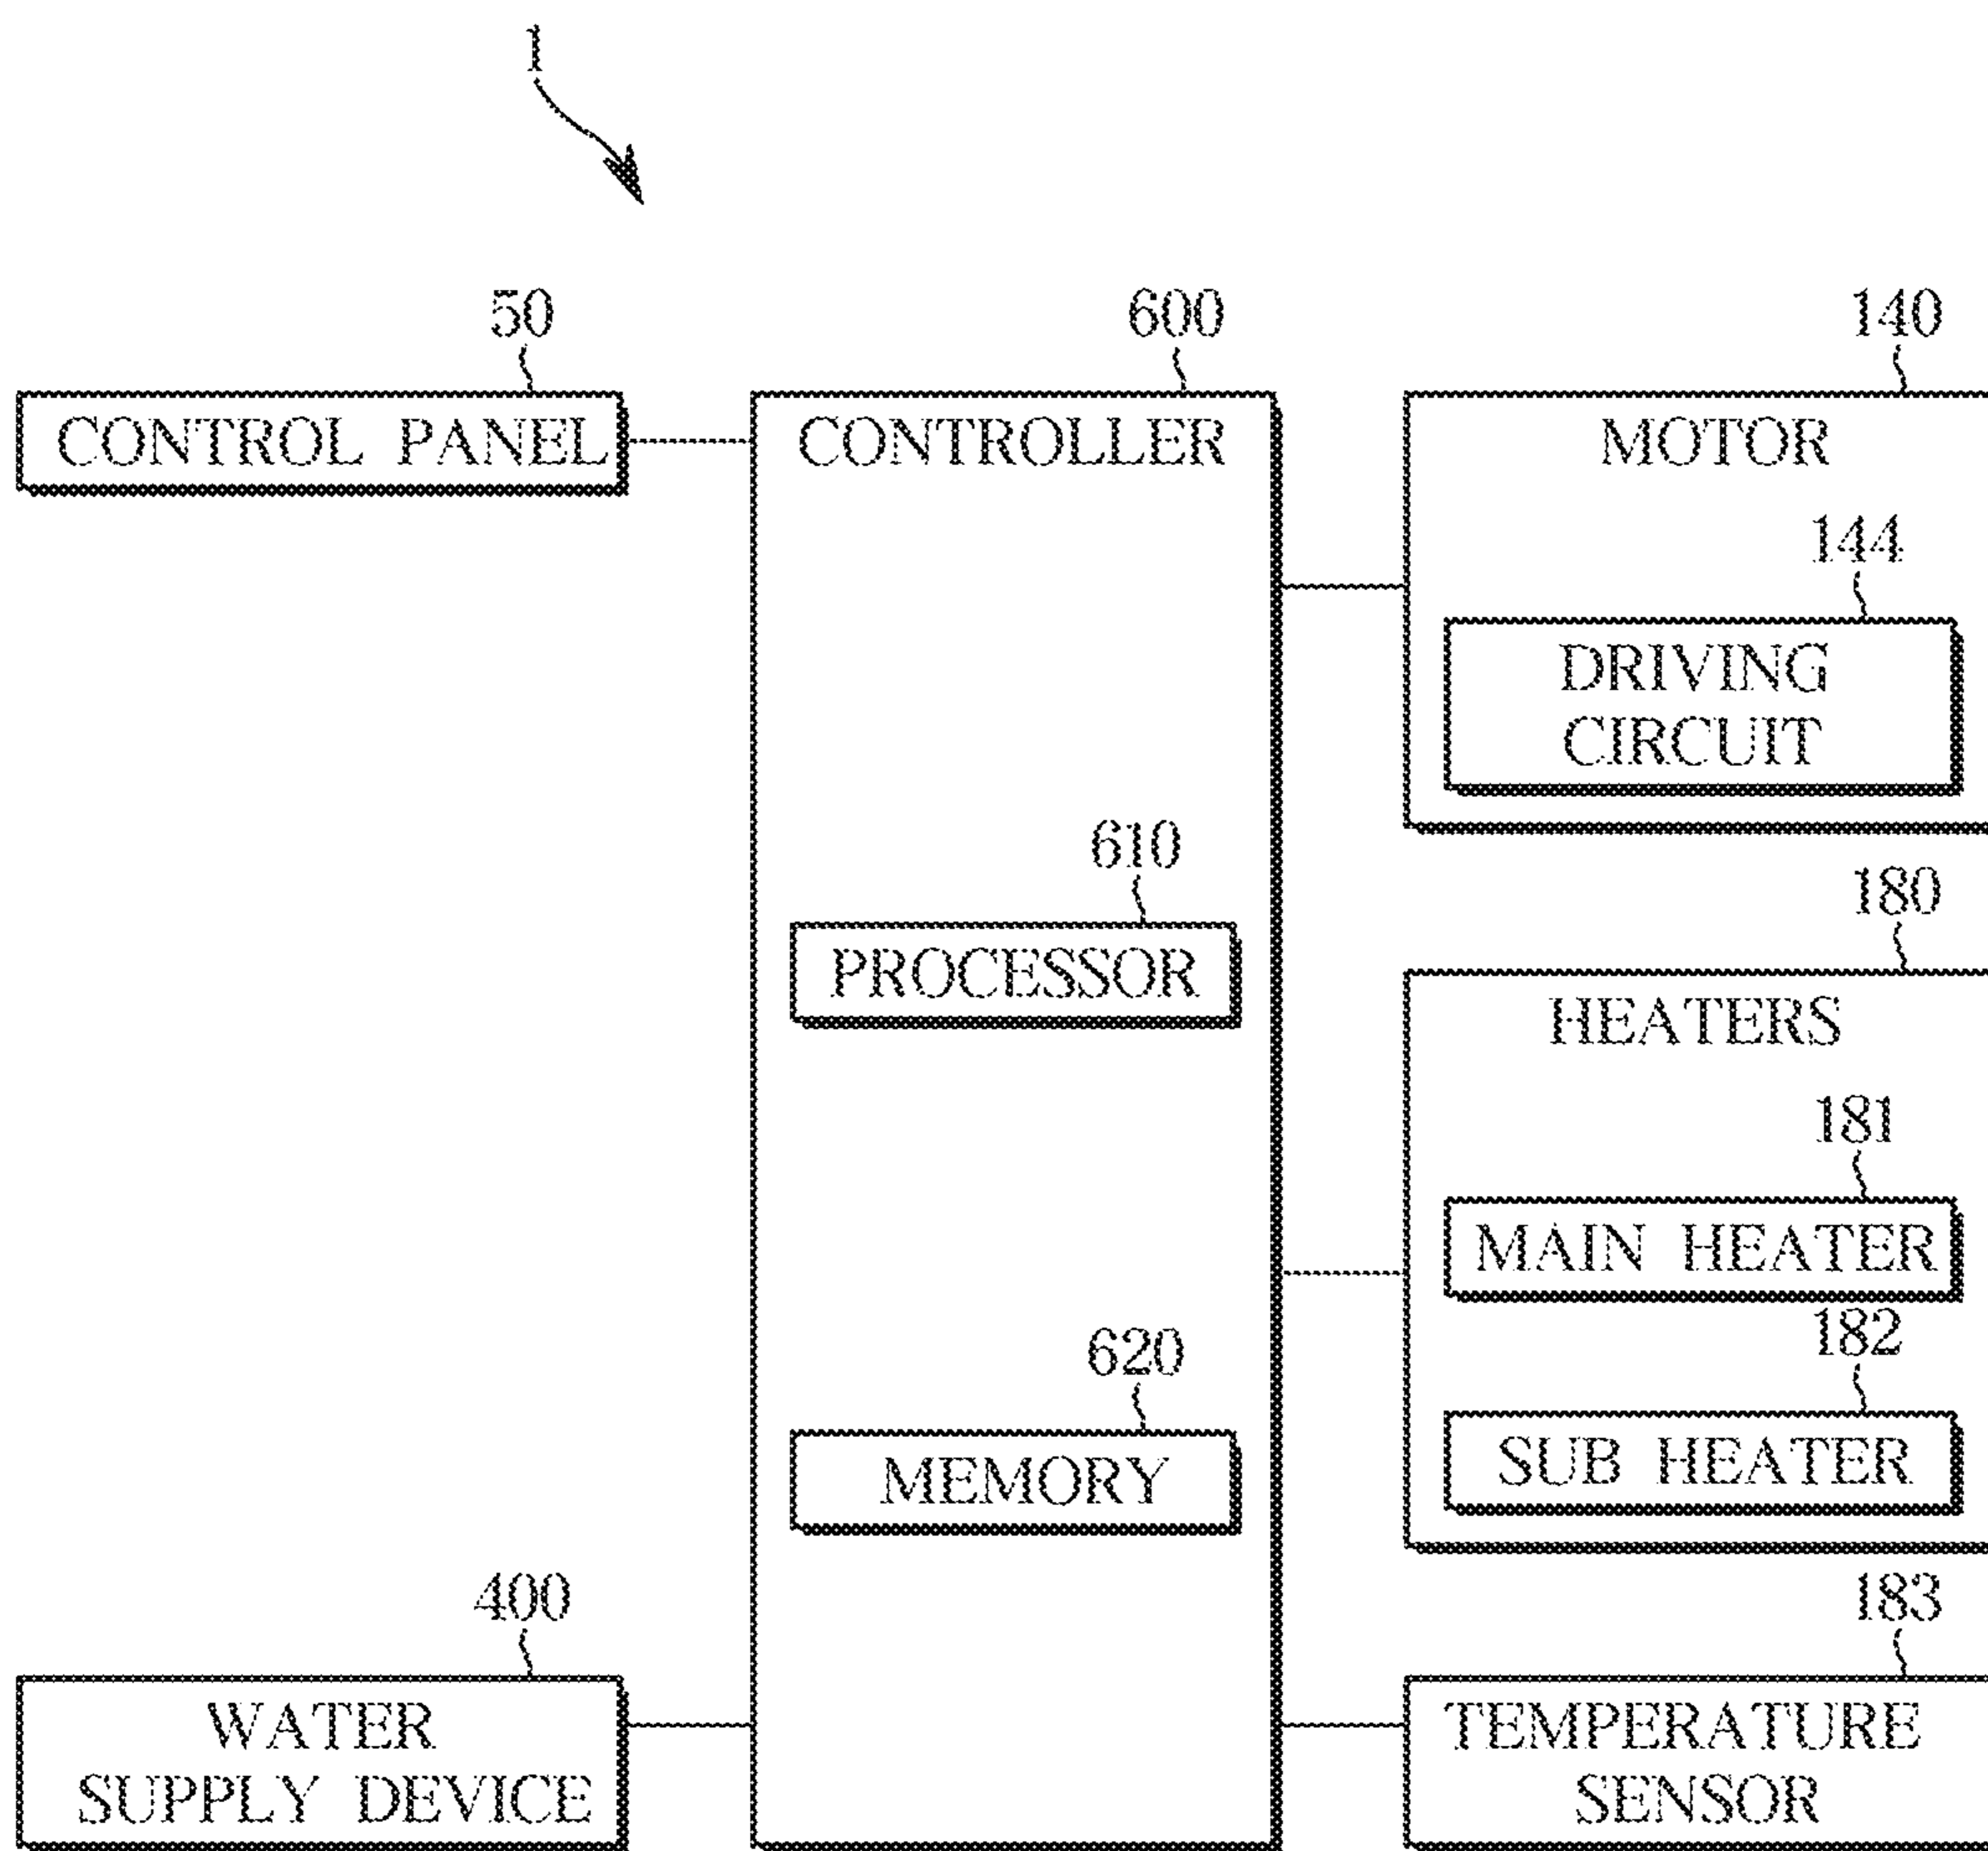 1
50
CONTROL PANEL
600
CONTROLLER
610
PROCESSOR
620
MEMORY
400
WATER
SUPPLY DEVICE
140
MOTOR
144
DRIVING
CIRCUIT
180
HEATERS
181
MAIN HEATER
182
SUB HEATER
183
TEMPERATURE
SENSOR